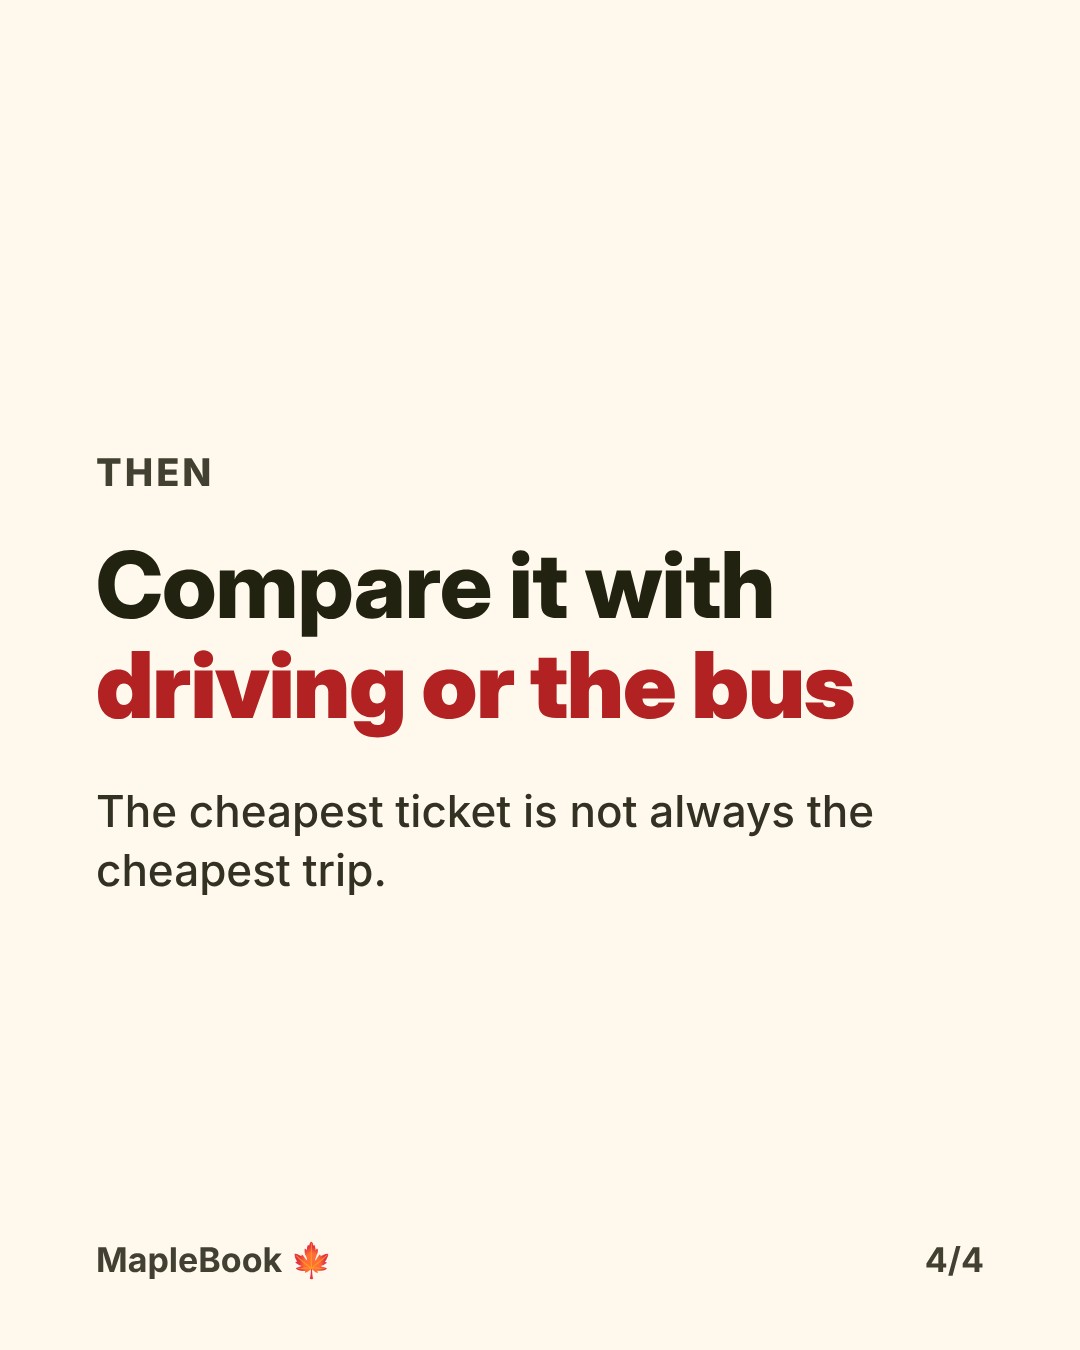 THEN
Compare it with
driving or the bus
The cheapest ticket is not always the
cheapest trip.
MapleBook 🍁
4/4